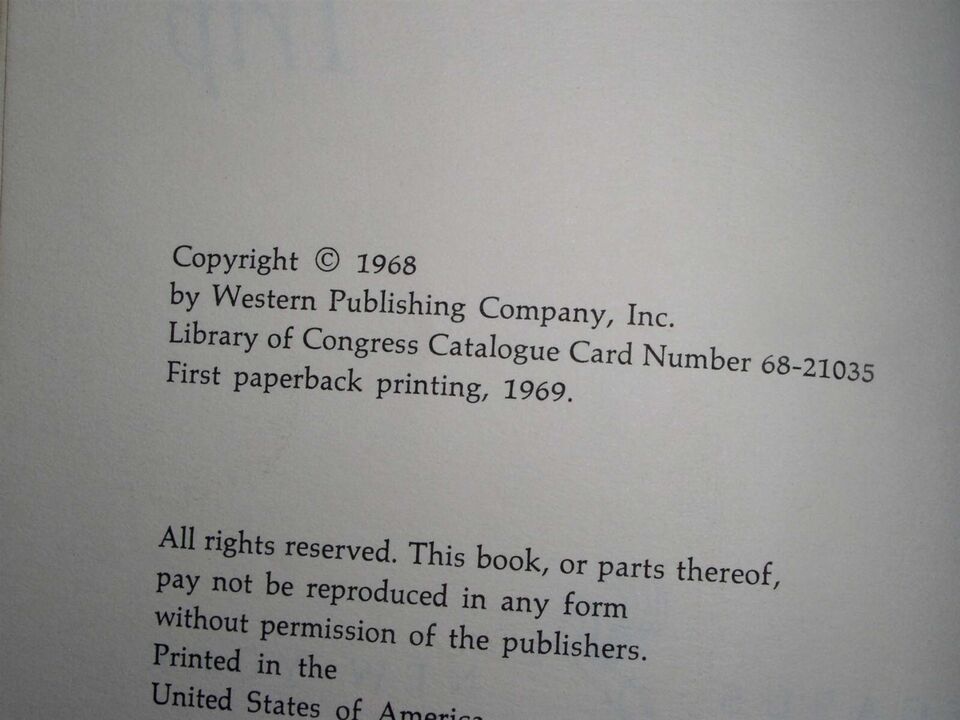 Copyright © 1968
by Western Publishing Company, Inc.
Library of Congress Catalogue Card Number 68-21035
First paperback printing, 1969.
All rights reserved. This book, or parts thereof,
pay not be reproduced in any form
without permission of the publishers.
Printed in the
United States of America